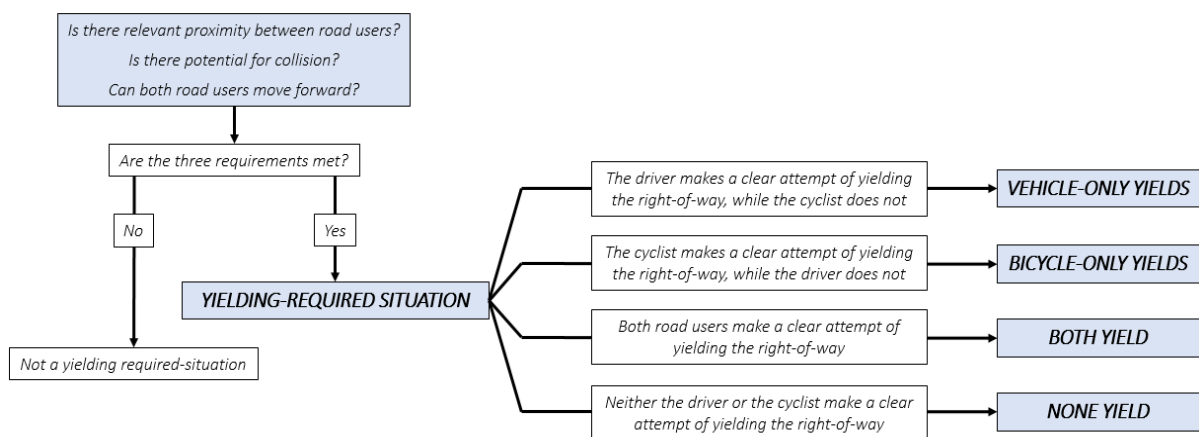 Is there relevant proximity between road users?
Is there potential for collision?
Can both road users move forward?
Are the three requirements met?
No
Yes
YIELDING-REQUIRED SITUATION
Not a yielding required-situation
The driver makes a clear attempt of yielding
the right-of-way, while the cyclist does not
VEHICLE-ONLY YIELDS
The cyclist makes a clear attempt of yielding
the right-of-way, while the driver does not
BICYCLE-ONLY YIELDS
Both road users make a clear attempt of
yielding the right-of-way
BOTH YIELD
Neither the driver or the cyclist make a clear
attempt of yielding the right-of-way
NONE YIELD